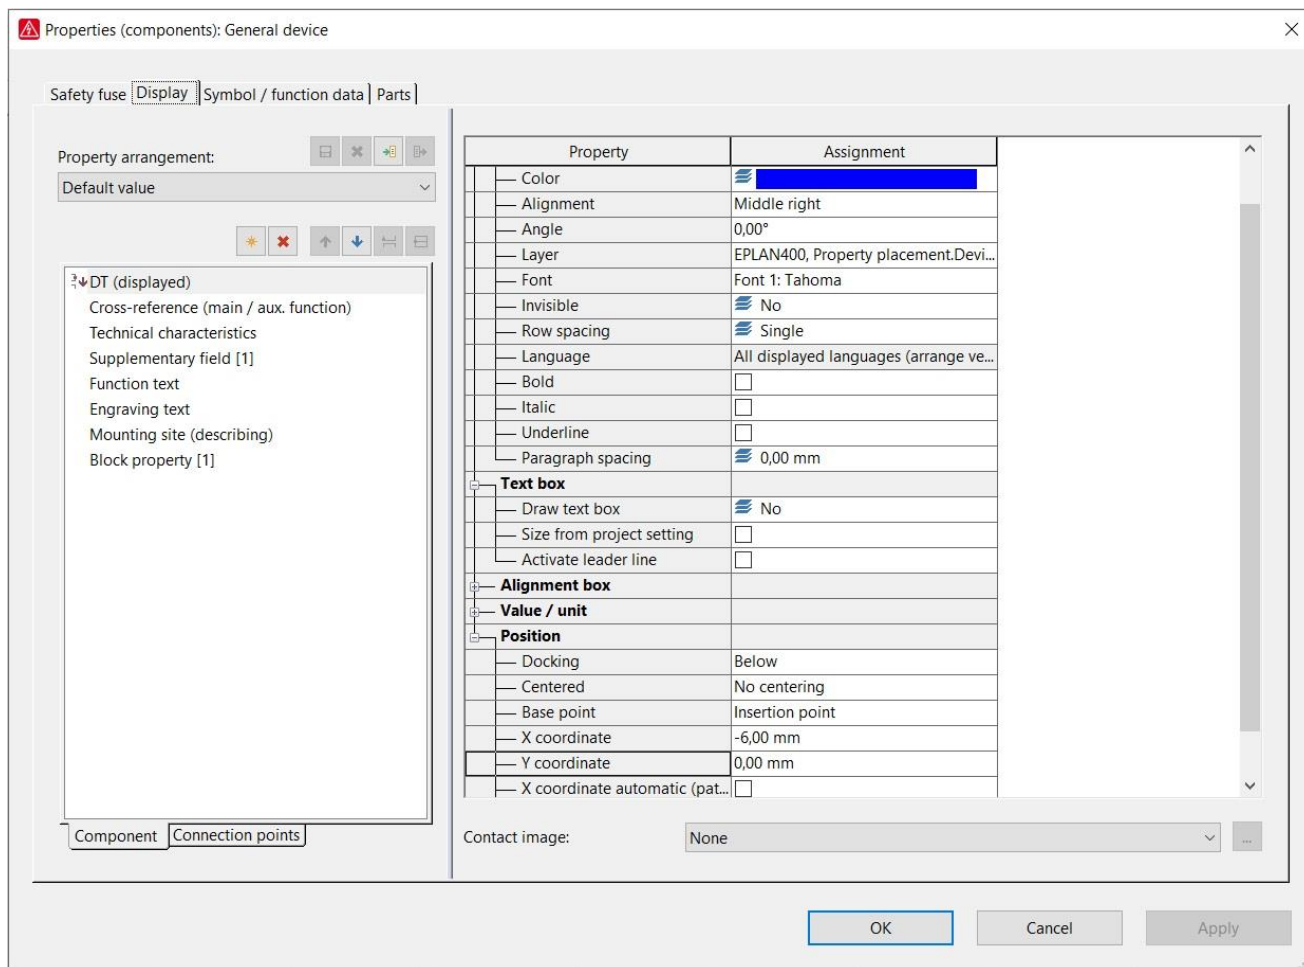 Properties (components): General device
Safety fuse Display Symbol / function data Parts
Property arrangement:
Default value
DT (displayed)
Cross-reference (main / aux. function)
Technical characteristics
Supplementary field [1]
Function text
Engraving text
Mounting site (describing)
Block property [1]
Component Connection points
Property Assignment
Color
Alignment Middle right
Angle 0,00°
Layer EPLAN400, Property placement.Devi...
Font Font 1: Tahoma
Invisible No
Row spacing Single
Language All displayed languages (arrange ve...
Bold
Italic
Underline
Paragraph spacing 0,00 mm
Text box
Draw text box No
Size from project setting
Activate leader line
Alignment box
Value / unit
Position
Docking Below
Centered No centering
Base point Insertion point
X coordinate -6,00 mm
Y coordinate 0,00 mm
X coordinate automatic (pat...
Contact image: None ...
OK Cancel Apply